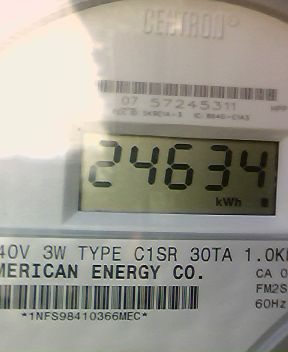 CENTRON®
07 57245311
24634
kWh
40V 3W TYPE C1SR 30TA 1.0K
MERICAN ENERGY CO.
CA 0
FM2S
60Hz
*1NFS98410366MEC*